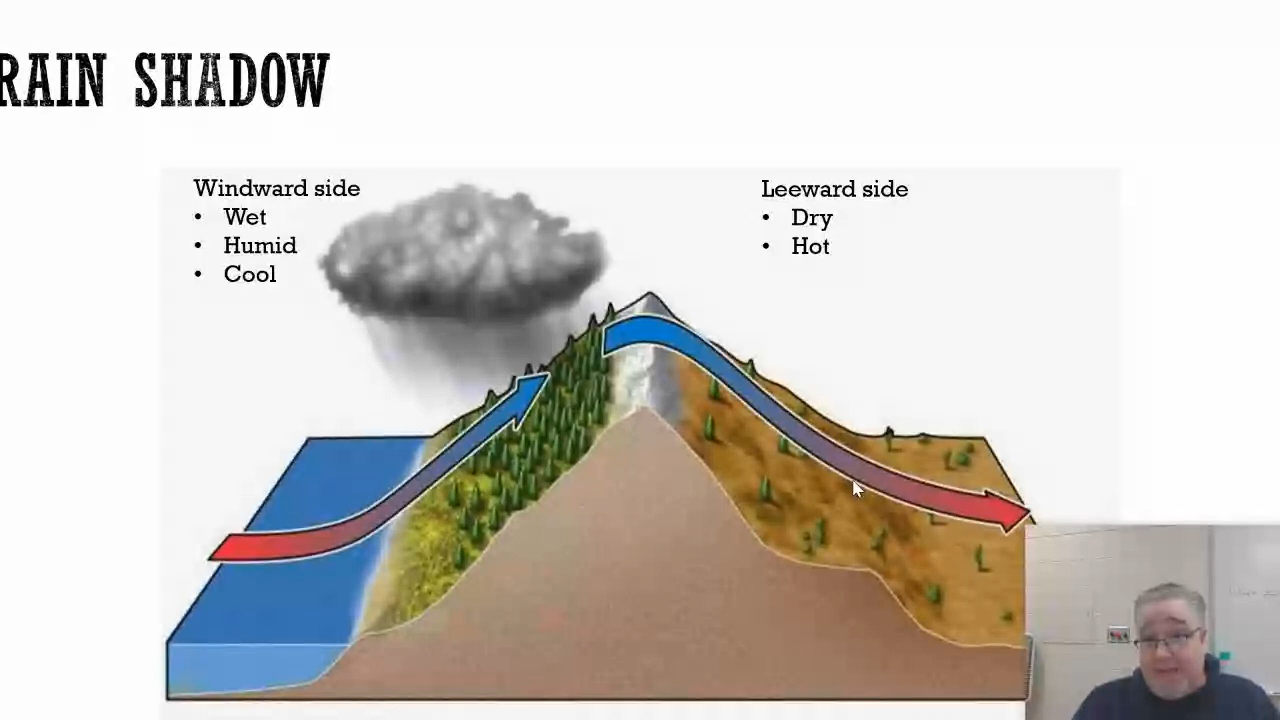 RAIN SHADOW
Windward side
• Wet
• Humid
• Cool
Leeward side
• Dry
• Hot